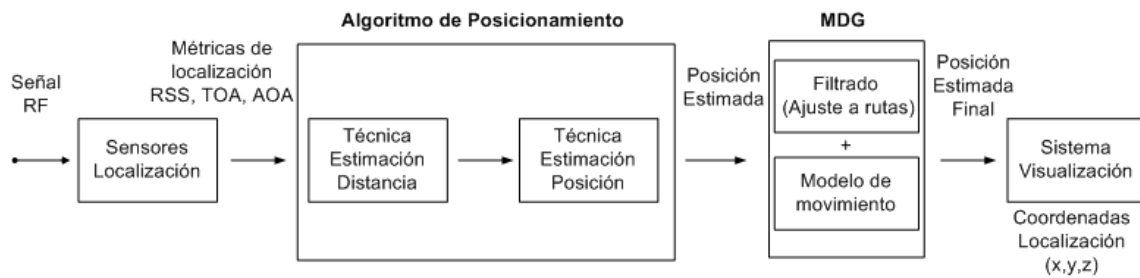 Algoritmo de Posicionamiento
MDG
Señal
RF
Métricas de
localización
RSS, TOA, AOA
Sensores
Localización
Técnica
Estimación
Distancia
Técnica
Estimación
Posición
Posición
Estimada
Filtrado
(Ajuste a rutas)
+
Modelo de
movimiento
Posición
Estimada
Final
Sistema
Visualización
Coordenadas
Localización
(x,y,z)